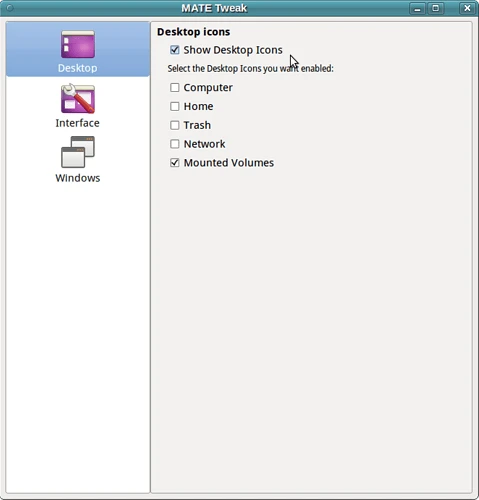 MATE Tweak
Desktop
Interface
Windows
Desktop icons
Show Desktop Icons
Select the Desktop Icons you want enabled:
Computer
Home
Trash
Network
Mounted Volumes